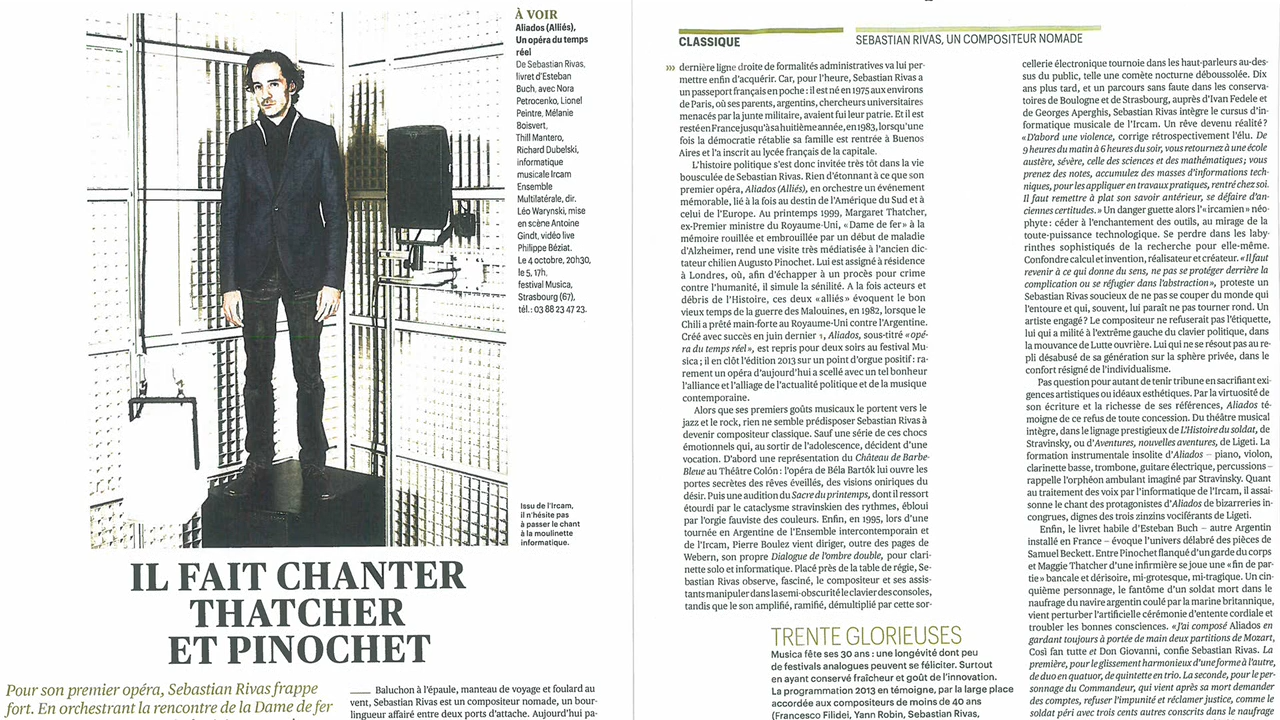 À VOIR
Aliados (Alliés),
Un opéra du temps
réel
De Sebastian Rivas,
livret d'Esteban
Buch, avec Nora
Petrocenko, Lionel
Peintre, Mélanie
Boisvert,
Thill Mantero,
Richard Dubelski,
informatique
musicale Ircam
Ensemble
Multilatérale, dir.
Léo Warynski, mise
en scène Antoine
Gindt, vidéo live
Philippe Béziat.
Le 4 octobre, 20h30,
le 5, 17h,
festival Musica,
Strasbourg (67),
tél.: 03 88 23 47 23.
Issu de l'Ircam,
il n'hésite pas
à passer le chant
à la moulinette
informatique.
IL FAIT CHANTER
THATCHER
ET PINOCHET
Pour son premier opéra, Sebastian Rivas frappe
fort. En orchestrant la rencontre de la Dame de fer
Baluchon à l'épaule, manteau de voyage et foulard au
vent, Sebastian Rivas est un compositeur nomade, un bour-
lingueur affairé entre deux ports d'attache. Aujourd'hui pa-
CLASSIQUE
SEBASTIAN RIVAS, UN COMPOSITEUR NOMADE
»» dernière ligne droite de formalités administratives va lui per-
mettre enfin d'acquérir. Car, pour l'heure, Sebastian Rivas a
un passeport français en poche : il est né en 1975 aux environs
de Paris, où ses parents, argentins, chercheurs universitaires
menacés par la junte militaire, avaient fui leur patrie. Et il est
resté en France jusqu'à sa huitième année, en 1983, lorsqu'une
fois la démocratie rétablie sa famille est rentrée à Buenos
Aires et l'a inscrit au lycée français de la capitale.
L'histoire politique s'est donc invitée très tôt dans la vie
bousculée de Sebastian Rivas. Rien d'étonnant à ce que son
premier opéra, Aliados (Alliés), en orchestre un événement
mémorable, lié à la fois au destin de l'Amérique du Sud et à
celui de l'Europe. Au printemps 1999, Margaret Thatcher,
ex-Premier ministre du Royaume-Uni, « Dame de fer » à la
mémoire rouillée et embrouillée par un début de maladie
d'Alzheimer, rend une visite très médiatisée à l'ancien dic-
tateur chilien Augusto Pinochet. Lui est assigné à résidence
à Londres, où, afin d'échapper à un procès pour crime
contre l'humanité, il simule la sénilité. A la fois acteurs et
débris de l'Histoire, ces deux « alliés » évoquent le bon
vieux temps de la guerre des Malouines, en 1982, lorsque le
Chili a prêté main-forte au Royaume-Uni contre l'Argentine.
Créé avec succès en juin dernier 1, Aliados, sous-titré « opé-
ra du temps réel », est repris pour deux soirs au festival Mu-
sica ; il en clôt l'édition 2013 sur un point d'orgue positif : ra-
rement un opéra d'aujourd'hui a scellé avec un tel bonheur
l'alliance et l'alliage de l'actualité politique et de la musique
contemporaine.
Alors que ses premiers goûts musicaux le portent vers le
jazz et le rock, rien ne semble prédisposer Sebastian Rivas à
devenir compositeur classique. Sauf une série de ces chocs
émotionnels qui, au sortir de l'adolescence, décident d'une
vocation. D'abord une représentation du Château de Barbe-
Bleue au Théâtre Colón : l'opéra de Béla Bartók lui ouvre les
portes secrètes des rêves éveillés, des visions oniriques du
désir. Puis une audition du Sacre du printemps, dont il ressort
étourdi par le cataclysme stravinskien des rythmes, ébloui
par l'orgie fauviste des couleurs. Enfin, en 1995, lors d'une
tournée en Argentine de l'Ensemble intercontemporain et
de l'Ircam, Pierre Boulez vient diriger, outre des pages de
Webern, son propre Dialogue de l'ombre double, pour clari-
nette solo et informatique. Placé près de la table de régie, Se-
bastian Rivas observe, fasciné, le compositeur et ses assis-
tants manipuler dans la semi-obscurité le clavier des consoles,
tandis que le son amplifié, ramifié, démultiplié par cette sor-
TRENTE GLORIEUSES
Musica fête ses 30 ans : une longévité dont peu
de festivals analogues peuvent se féliciter. Surtout
en ayant conservé fraîcheur et goût de l'innovation.
La programmation 2013 en témoigne, par la large place
accordée aux compositeurs de moins de 40 ans
(Francesco Filidei, Yann Robin, Sebastian Rivas,
cellerie électronique tournoie dans les haut-parleurs au-des-
sus du public, telle une comète nocturne déboussolée. Dix
ans plus tard, et un parcours sans faute dans les conserva-
toires de Boulogne et de Strasbourg, auprès d'Ivan Fedele et
de Georges Aperghis, Sebastian Rivas intègre le cursus d'in-
formatique musicale de l'Ircam. Un rêve devenu réalité ?
« D'abord une violence, corrige rétrospectivement l'élu. De
9 heures du matin à 6 heures du soir, vous retournez à une école
austère, sévère, celle des sciences et des mathématiques ; vous
prenez des notes, accumulez des masses d'informations tech-
niques, pour les appliquer en travaux pratiques, rentré chez soi.
Il faut remettre à plat son savoir antérieur, se défaire d'an-
ciennes certitudes. » Un danger guette alors l'« ircamien » néo-
phyte : céder à l'enchantement des outils, au mirage de la
toute-puissance technologique. Se perdre dans les laby-
rinthes sophistiqués de la recherche pour elle-même.
Confondre calcul et invention, réalisateur et créateur. « Il faut
revenir à ce qui donne du sens, ne pas se protéger derrière la
complication ou se réfugier dans l'abstraction », proteste un
Sebastian Rivas soucieux de ne pas se couper du monde qui
l'entoure et qui, souvent, lui paraît ne pas tourner rond. Un
artiste engagé ? Le compositeur ne refuserait pas l'étiquette,
lui qui a milité à l'extrême gauche du clavier politique, dans
la mouvance de Lutte ouvrière. Lui qui ne se résout pas au re-
pli désabusé de sa génération sur la sphère privée, dans le
confort résigné de l'individualisme.
Pas question pour autant de tenir tribune en sacrifiant exi-
gences artistiques ou idéaux esthétiques. Par la virtuosité de
son écriture et la richesse de ses références, Aliados té-
moigne de ce refus de toute concession. Du théâtre musical
intègre, dans le lignage prestigieux de L'Histoire du soldat, de
Stravinsky, ou d'Aventures, nouvelles aventures, de Ligeti. La
formation instrumentale insolite d'Aliados – piano, violon,
clarinette basse, trombone, guitare électrique, percussions –
rappelle l'orphéon ambulant imaginé par Stravinsky. Quant
au traitement des voix par l'informatique de l'Ircam, il assai-
sonne le chant des protagonistes d'Aliados de bizarreries in-
congrues, dignes des trois zinzins vociférants de Ligeti.
Enfin, le livret habile d'Esteban Buch – autre Argentin
installé en France – évoque l'univers délabré des pièces de
Samuel Beckett. Entre Pinochet flanqué d'un garde du corps
et Maggie Thatcher d'une infirmière se joue une « fin de par-
tie » bancale et dérisoire, mi-grotesque, mi-tragique. Un cin-
quième personnage, le fantôme d'un soldat mort dans le
naufrage du navire argentin coulé par la marine britannique,
vient perturber l'artificielle cérémonie d'entente cordiale et
troubler les bonnes consciences. « J'ai composé Aliados en
gardant toujours à portée de main deux partitions de Mozart,
Così fan tutte et Don Giovanni, confie Sebastian Rivas. La
première, pour le glissement harmonieux d'une forme à l'autre,
de duo en quatuor, de quintette en trio. La seconde, pour le per-
sonnage du Commandeur, qui vient après sa mort demander
des comptes, refuser l'impunité et réclamer justice, comme le
soldat péri avec trois cents autres conscrits dans le naufrage